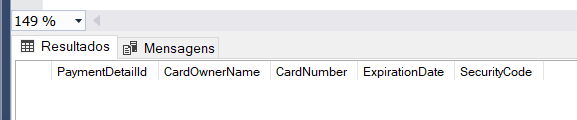 149 %
Resultados Mensagens
PaymentDetailId CardOwnerName CardNumber ExpirationDate SecurityCode